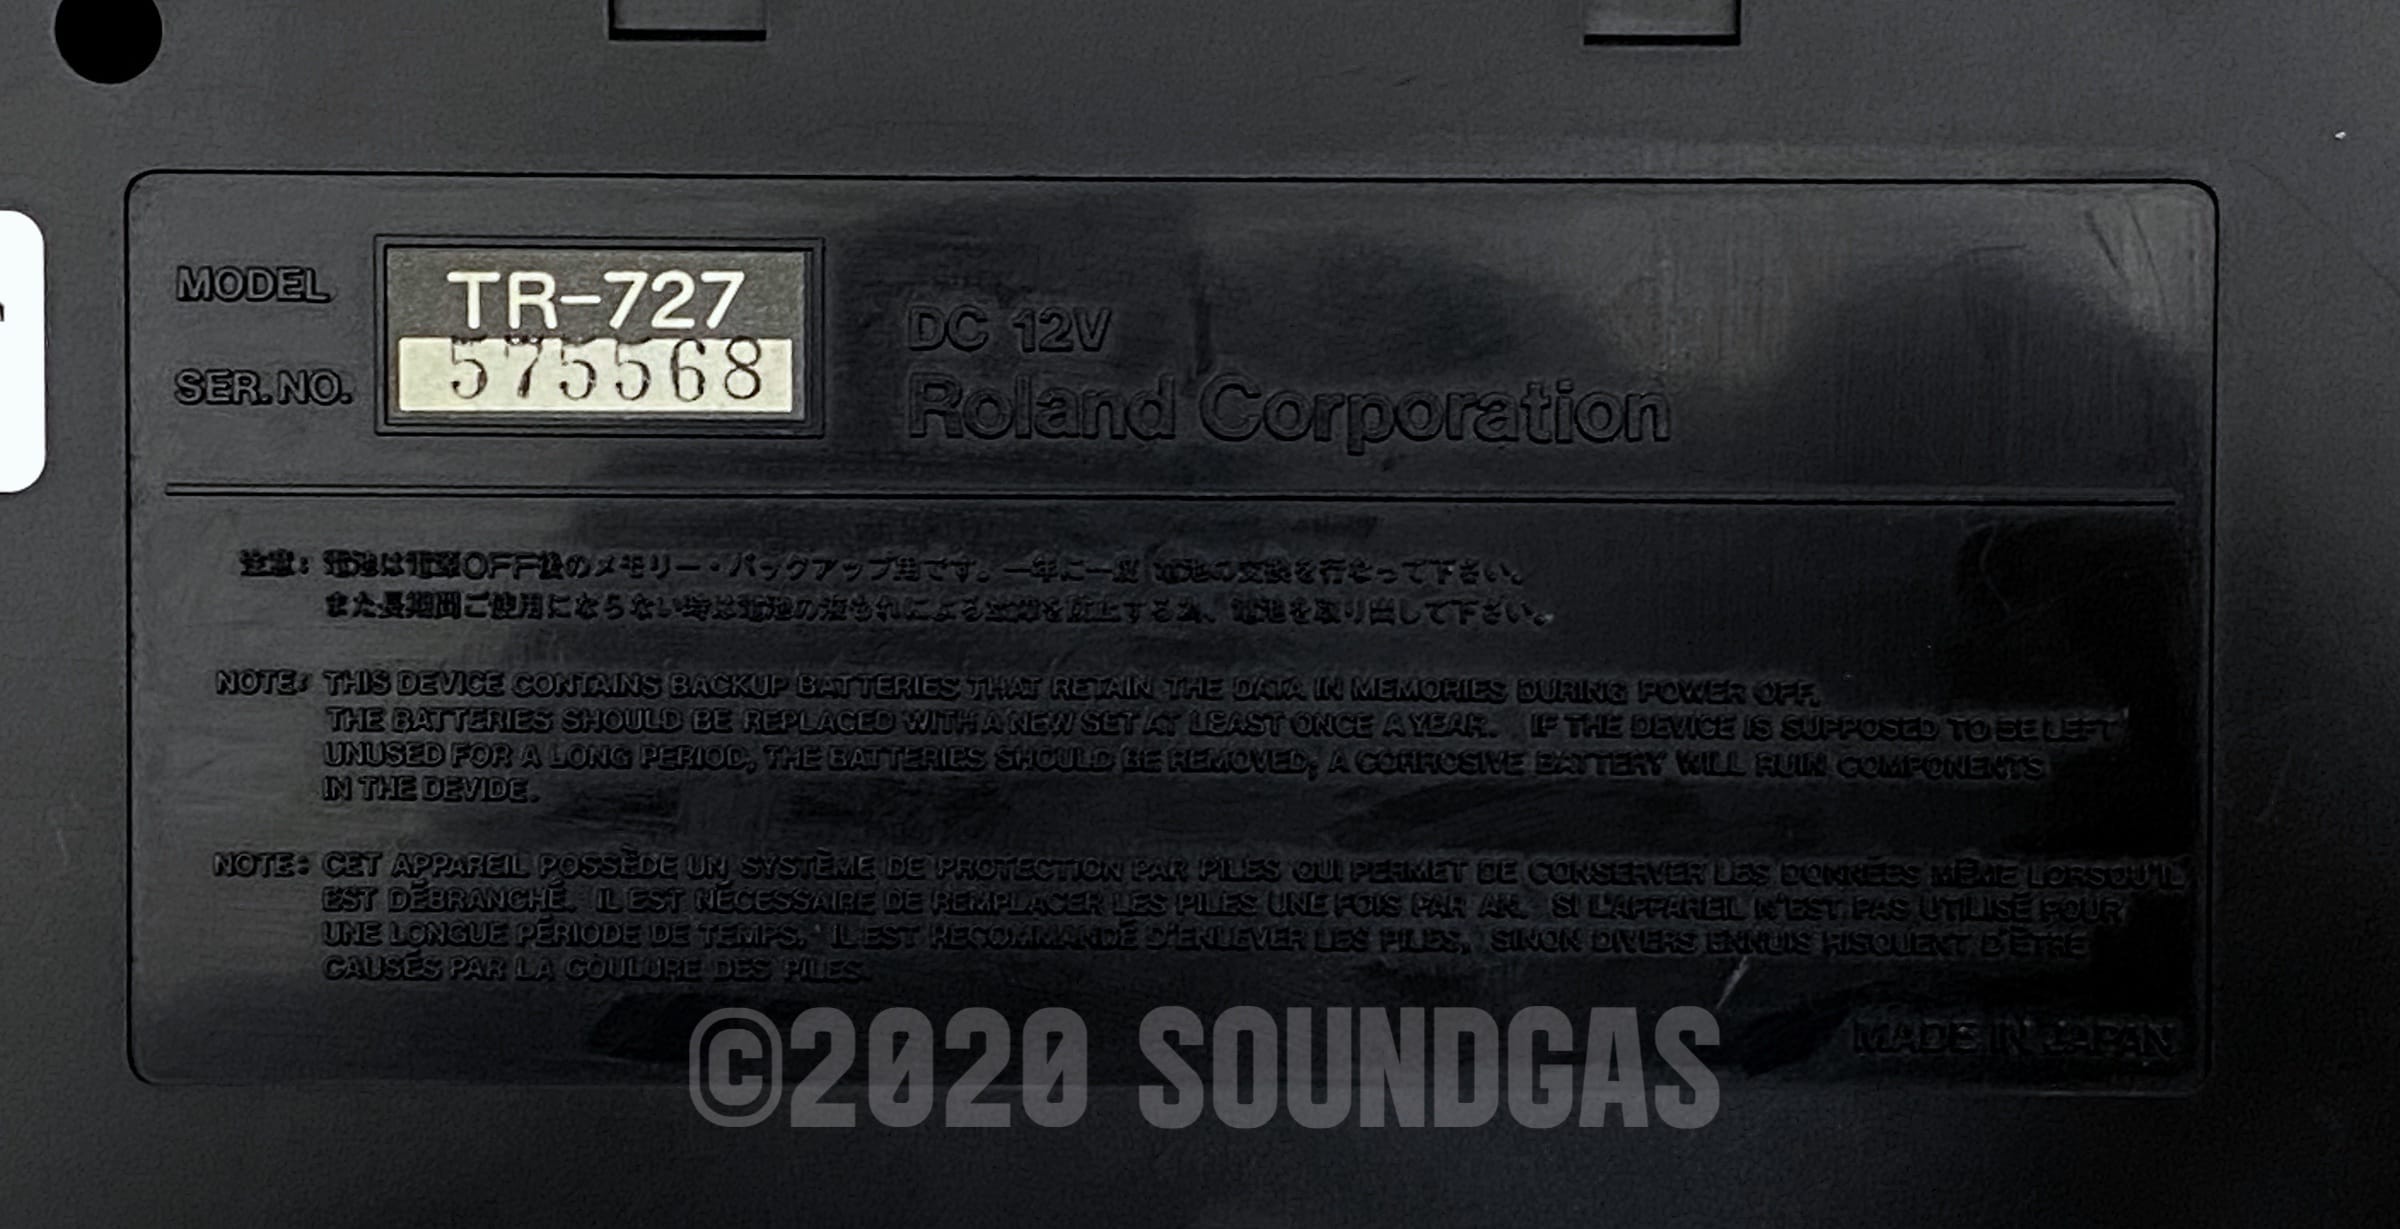 MODEL TR-727
SER. NO. 575568
DC 12V
Roland Corporation
注意: 電池は電源OFF後のメモリー・バックアップ用です。一年に一度 電池の交換を行なって下さい。
また長期間ご使用にならない時は電池の液もれによる故障を防止する為、電池を取り出して下さい。
NOTE: THIS DEVICE CONTAINS BACKUP BATTERIES THAT RETAIN THE DATA IN MEMORIES DURING POWER OFF.
THE BATTERIES SHOULD BE REPLACED WITH A NEW SET AT LEAST ONCE A YEAR. IF THE DEVICE IS SUPPOSED TO BE LEFT
UNUSED FOR A LONG PERIOD, THE BATTERIES SHOULD BE REMOVED, A CORROSIVE BATTERY WILL RUIN COMPONENTS
IN THE DEVIDE.
NOTE: CET APPAREIL POSSÈDE UN SYSTÈME DE PROTECTION PAR PILES QUI PERMET DE CONSERVER LES DONNÉES MÊME LORSQU'IL
EST DÉBRANCHÉ. IL EST NÉCESSAIRE DE REMPLACER LES PILES UNE FOIS PAR AN. SI L'APPAREIL N'EST PAS UTILISÉ POUR
UNE LONGUE PÉRIODE DE TEMPS. IL EST RECOMMANDÉ D'ENLEVER LES PILES, SINON DIVERS ENNUIS RISQUENT D'ÊTRE
CAUSÉS PAR LA COULURE DES PILES.
MADE IN JAPAN
©2020 SOUNDGAS